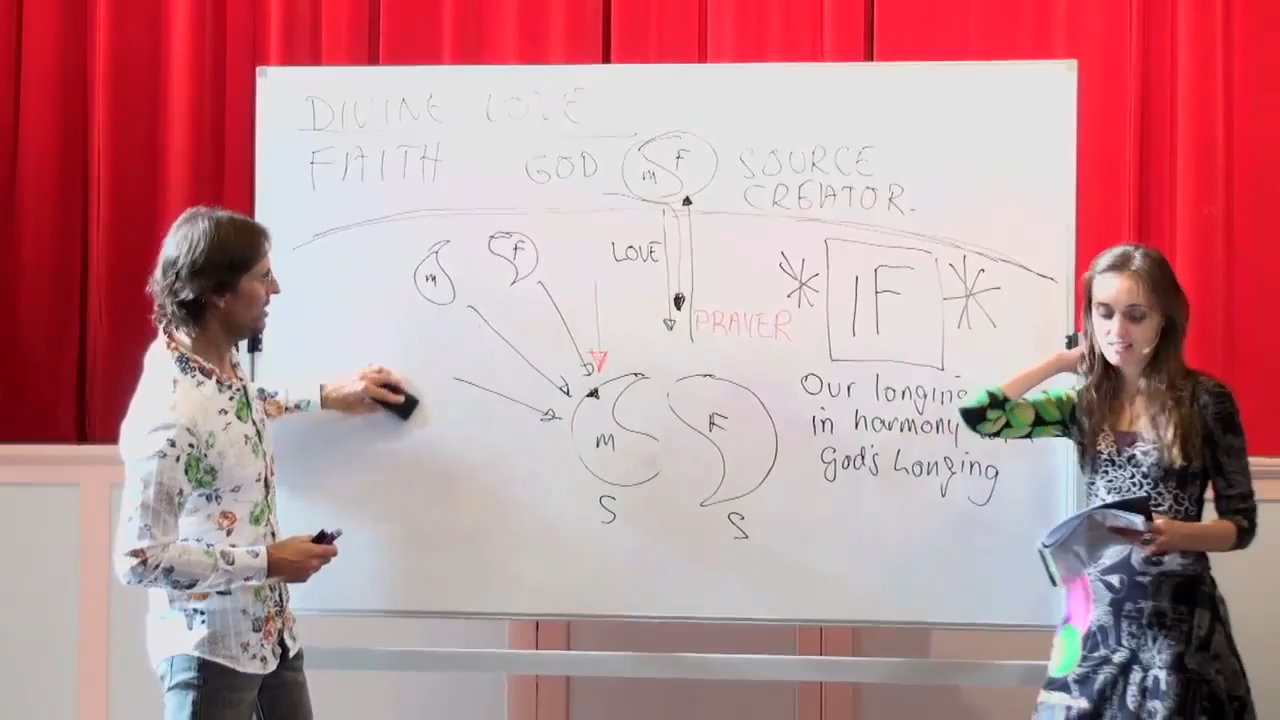 DIVINE LOVE
FAITH GOD m F SOURCE
CREATOR.
m F LOVE * IF *
PRAYER
Our longing
in harmony
God's Longing
m F
S S